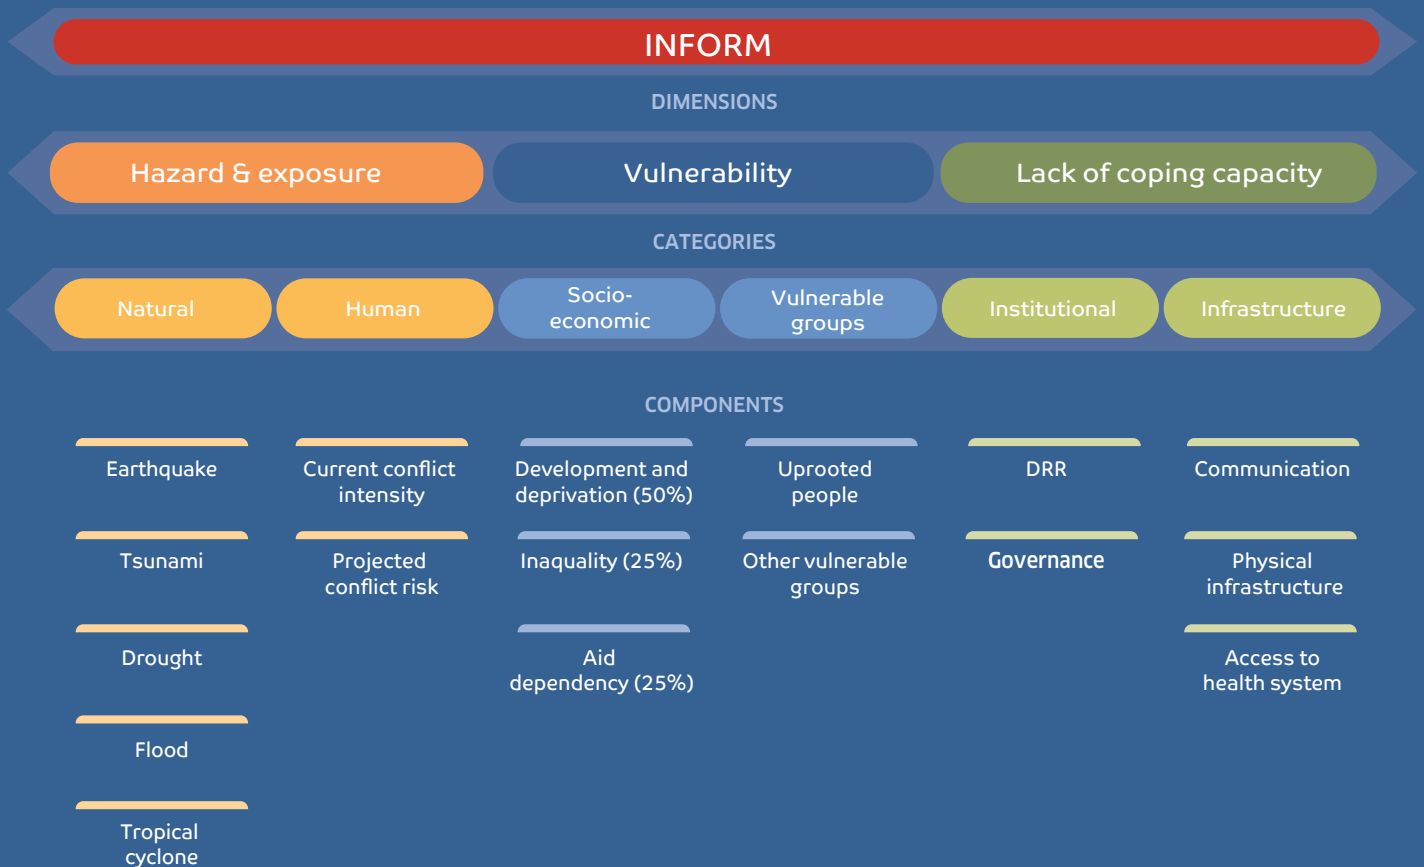 INFORM
DIMENSIONS
Hazard & exposure
Vulnerability
Lack of coping capacity
CATEGORIES
Natural
Human
Socio-
economic
Vulnerable
groups
Institutional
Infrastructure
COMPONENTS
Earthquake
Tsunami
Drought
Flood
Tropical
cyclone
Current conflict
intensity
Projected
conflict risk
Development and
deprivation (50%)
Inaquality (25%)
Aid
dependency (25%)
Uprooted
people
Other vulnerable
groups
DRR
Governance
Communication
Physical
infrastructure
Access to
health system